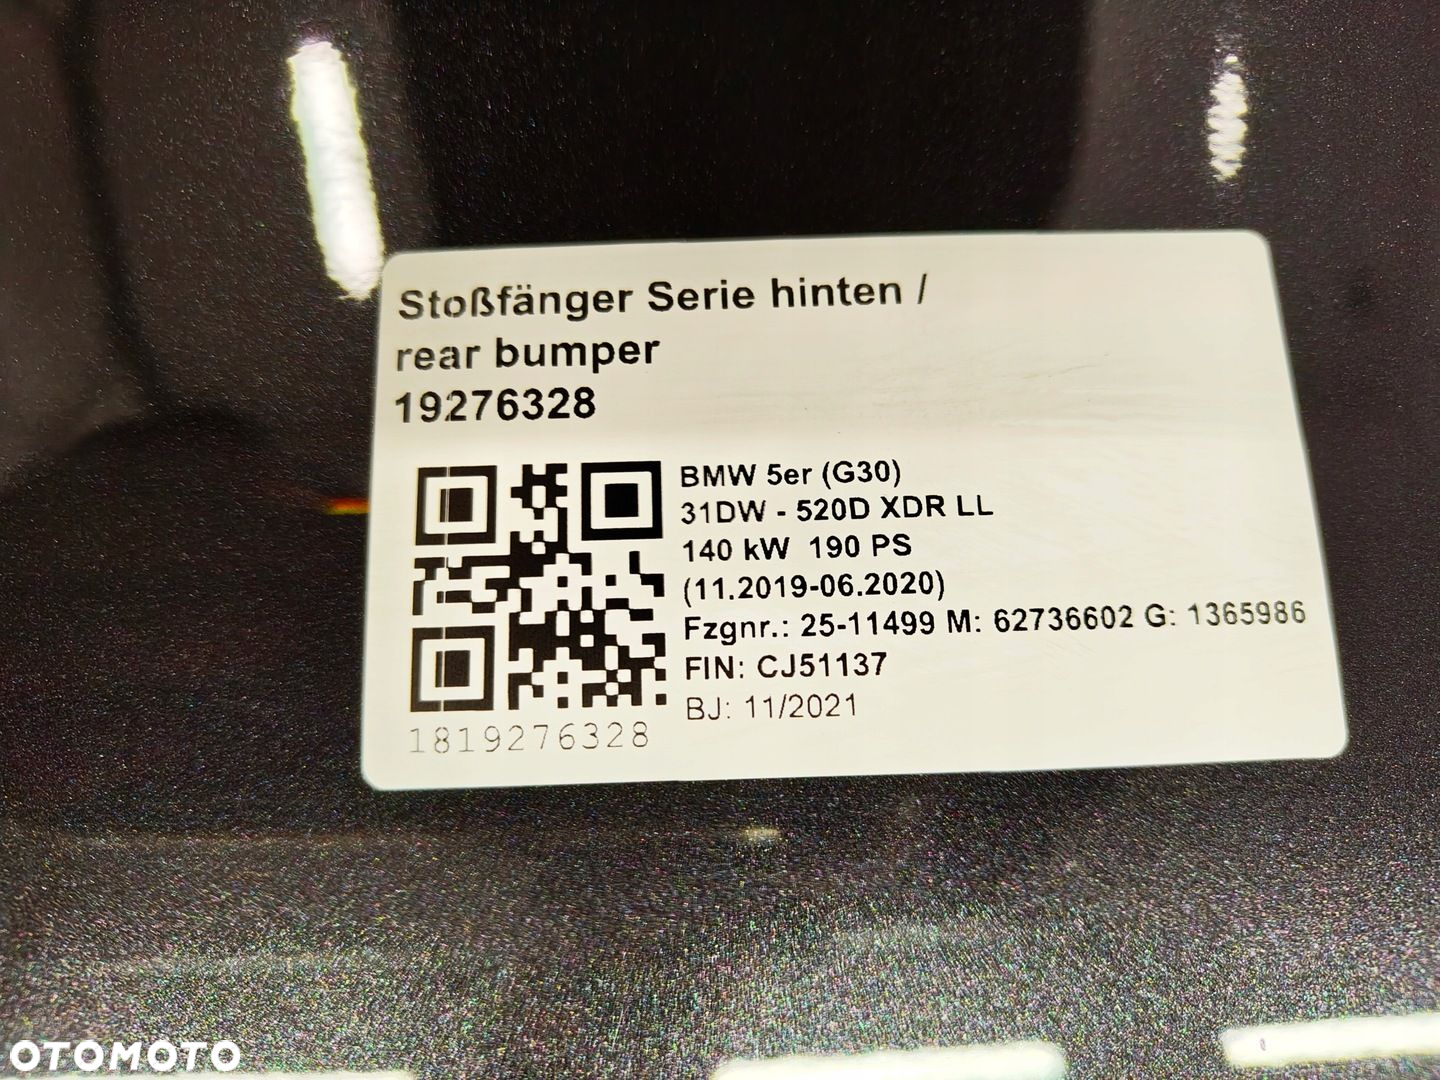 Stoßfänger Serie hinten /
rear bumper
19276328
BMW 5er (G30)
31DW - 520D XDR LL
140 kW 190 PS
(11.2019-06.2020)
Fzgnr.: 25-11499 M: 62736602 G: 1365986
FIN: CJ51137
BJ: 11/2021
1819276328
OTOMOTO